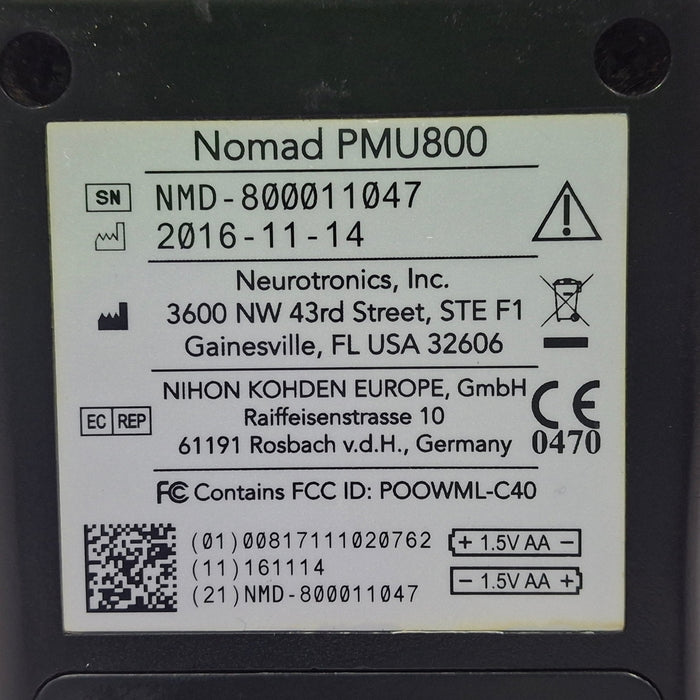 Nomad PMU800
SN NMD-800011047
2016-11-14
Neurotronics, Inc.
3600 NW 43rd Street, STE F1
Gainesville, FL USA 32606
NIHON KOHDEN EUROPE, GmbH
EC REP Raiffeisenstrasse 10
61191 Rosbach v.d.H., Germany
CE 0470
FC Contains FCC ID: POOWML-C40
(01)00817111020762
(11)161114
(21)NMD-800011047
+ 1.5V AA −
− 1.5V AA +